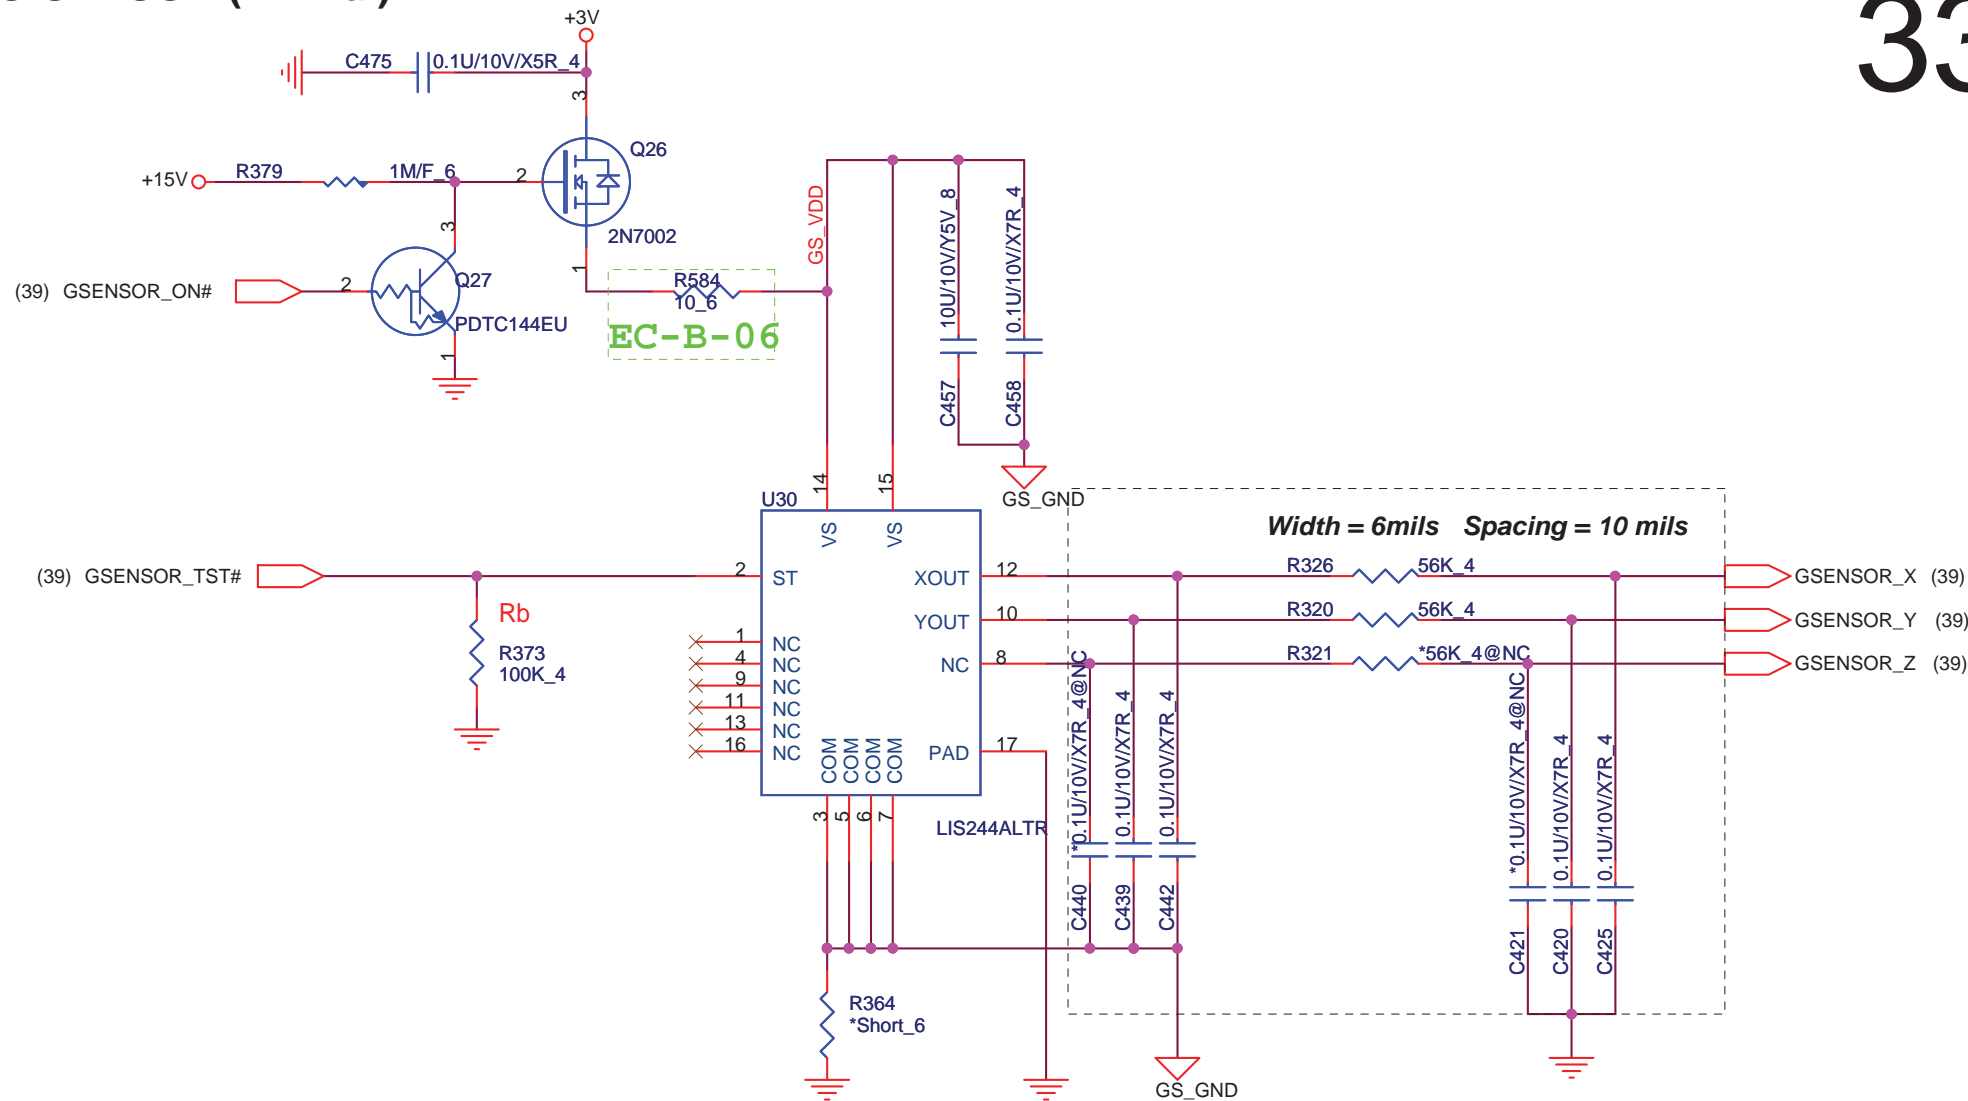 33
+3V
C475 0.1U/10V/X5R_4
3
Q26
+15V R379 1M/F_6 2
3
2N7002
1
(39) GSENSOR_ON# 2
Q27
PDTC144EU
1
R584
10_6
EC-B-06
GS_VDD
10U/10V/Y5V_8
0.1U/10V/X7R_4
C457
C458
GS_GND
U30
14
15
VS
VS
Width = 6mils Spacing = 10 mils
(39) GSENSOR_TST# 2 ST
XOUT 12 R326 56K_4 GSENSOR_X (39)
YOUT 10 R320 56K_4 GSENSOR_Y (39)
NC 8 R321 *56K_4@NC GSENSOR_Z (39)
Rb
R373
100K_4
1 NC
4 NC
9 NC
11 NC
13 NC
16 NC
COM
COM
COM
COM
PAD 17
3
5
6
7
LIS244ALTR
*0.1U/10V/X7R_4@NC
0.1U/10V/X7R_4
0.1U/10V/X7R_4
C440
C439
C442
*0.1U/10V/X7R_4@NC
0.1U/10V/X7R_4
0.1U/10V/X7R_4
C421
C420
C425
R364
*Short_6
GS_GND